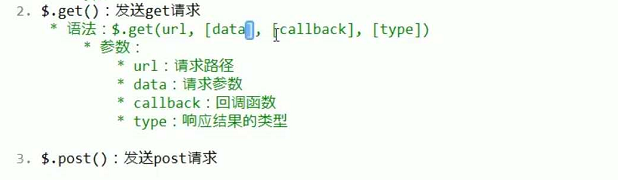 2. $.get()：发送get请求
* 语法：$.get(url, [data], [callback], [type])
* 参数：
* url：请求路径
* data：请求参数
* callback：回调函数
* type：响应结果的类型
3. $.post()：发送post请求